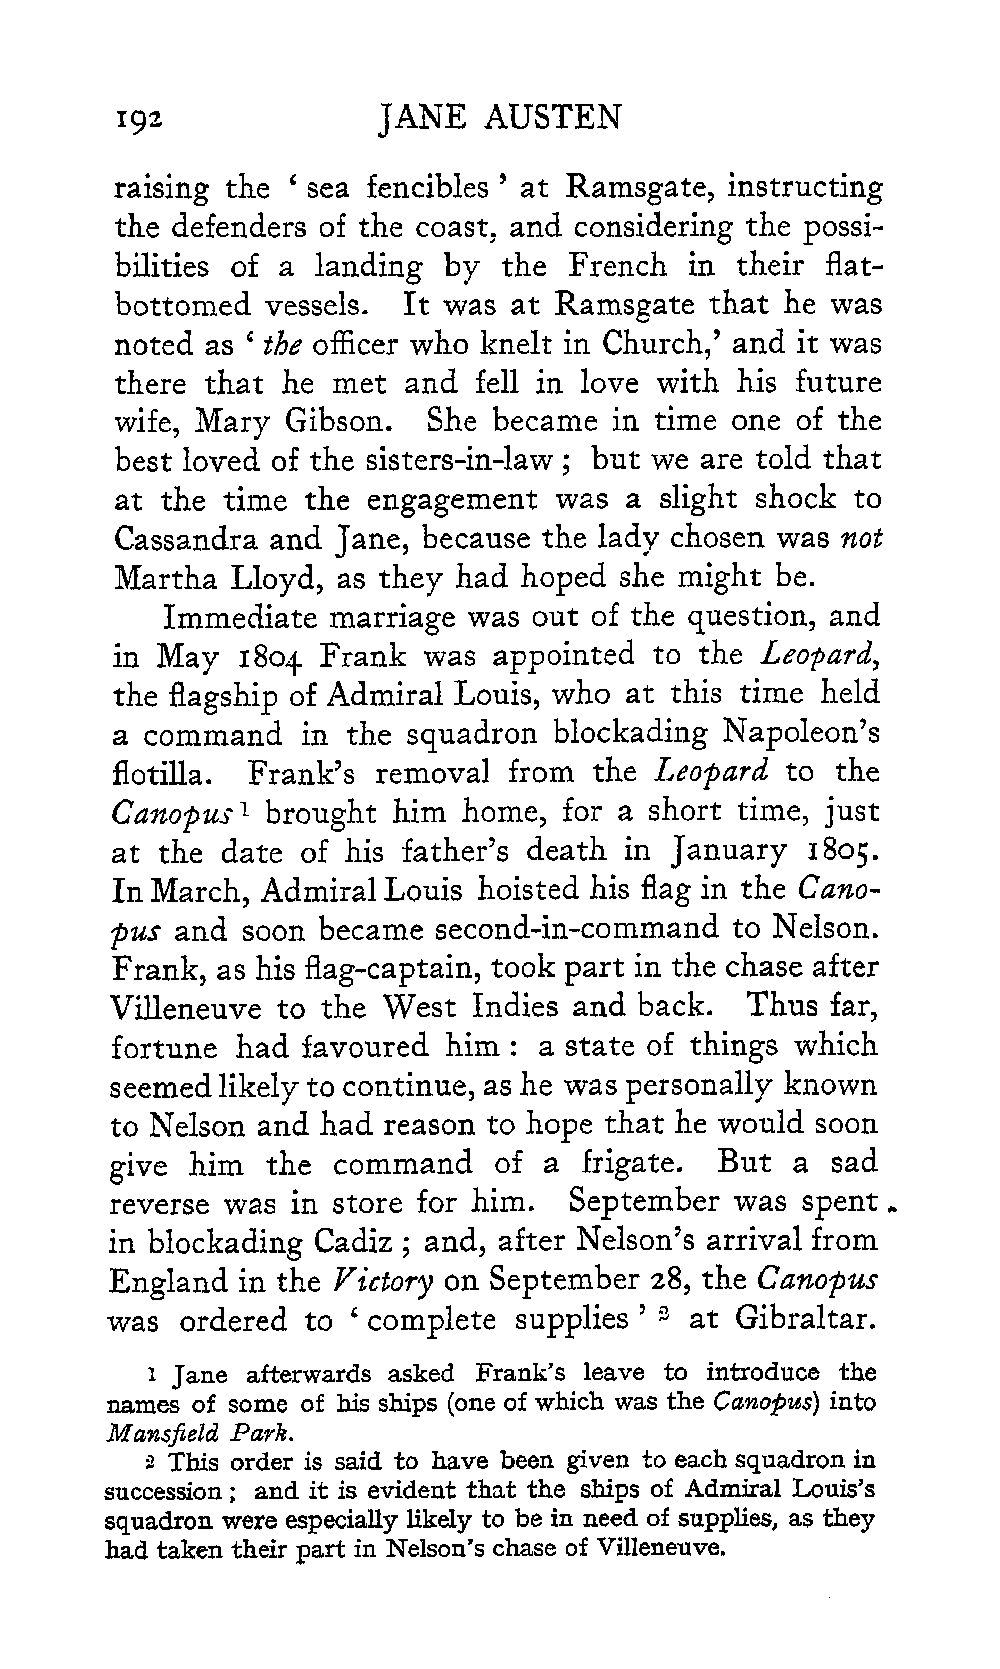 192 JANE AUSTEN
raising the ‘ sea fencibles ’ at Ramsgate, instructing
the defenders of the coast, and considering the possi-
bilities of a landing by the French in their flat-
bottomed vessels. It was at Ramsgate that he was
noted as ‘ the officer who knelt in Church,’ and it was
there that he met and fell in love with his future
wife, Mary Gibson. She became in time one of the
best loved of the sisters-in-law ; but we are told that
at the time the engagement was a slight shock to
Cassandra and Jane, because the lady chosen was not
Martha Lloyd, as they had hoped she might be.
Immediate marriage was out of the question, and
in May 1804 Frank was appointed to the Leopard,
the flagship of Admiral Louis, who at this time held
a command in the squadron blockading Napoleon’s
flotilla. Frank’s removal from the Leopard to the
Canopus¹ brought him home, for a short time, just
at the date of his father’s death in January 1805.
In March, Admiral Louis hoisted his flag in the Cano-
pus and soon became second-in-command to Nelson.
Frank, as his flag-captain, took part in the chase after
Villeneuve to the West Indies and back. Thus far,
fortune had favoured him : a state of things which
seemed likely to continue, as he was personally known
to Nelson and had reason to hope that he would soon
give him the command of a frigate. But a sad
reverse was in store for him. September was spent
in blockading Cadiz ; and, after Nelson’s arrival from
England in the Victory on September 28, the Canopus
was ordered to ‘ complete supplies ’ ² at Gibraltar.
¹ Jane afterwards asked Frank’s leave to introduce the
names of some of his ships (one of which was the Canopus) into
Mansfield Park.
² This order is said to have been given to each squadron in
succession ; and it is evident that the ships of Admiral Louis’s
squadron were especially likely to be in need of supplies, as they
had taken their part in Nelson’s chase of Villeneuve.